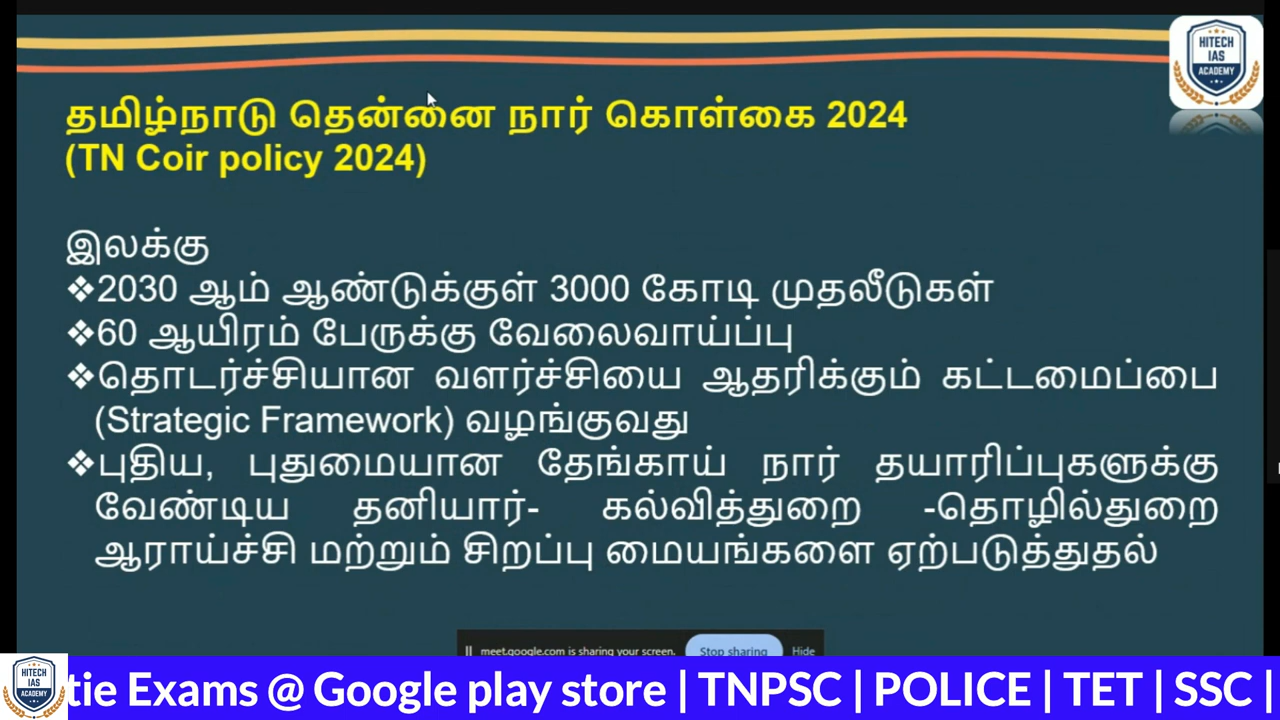 HITECH
IAS
ACADEMY
தமிழ்நாடு தென்னை நார் கொள்கை 2024
(TN Coir policy 2024)
இலக்கு
❖2030 ஆம் ஆண்டுக்குள் 3000 கோடி முதலீடுகள்
❖60 ஆயிரம் பேருக்கு வேலைவாய்ப்பு
❖தொடர்ச்சியான வளர்ச்சியை ஆதரிக்கும் கட்டமைப்பை
(Strategic Framework) வழங்குவது
❖புதிய, புதுமையான தேங்காய் நார் தயாரிப்புகளுக்கு
வேண்டிய தனியார்- கல்வித்துறை -தொழில்துறை
ஆராய்ச்சி மற்றும் சிறப்பு மையங்களை ஏற்படுத்துதல்
meet.google.com is sharing your screen. Stop sharing Hide
HITECH
IAS
ACADEMY
tie Exams @ Google play store | TNPSC | POLICE | TET | SSC |